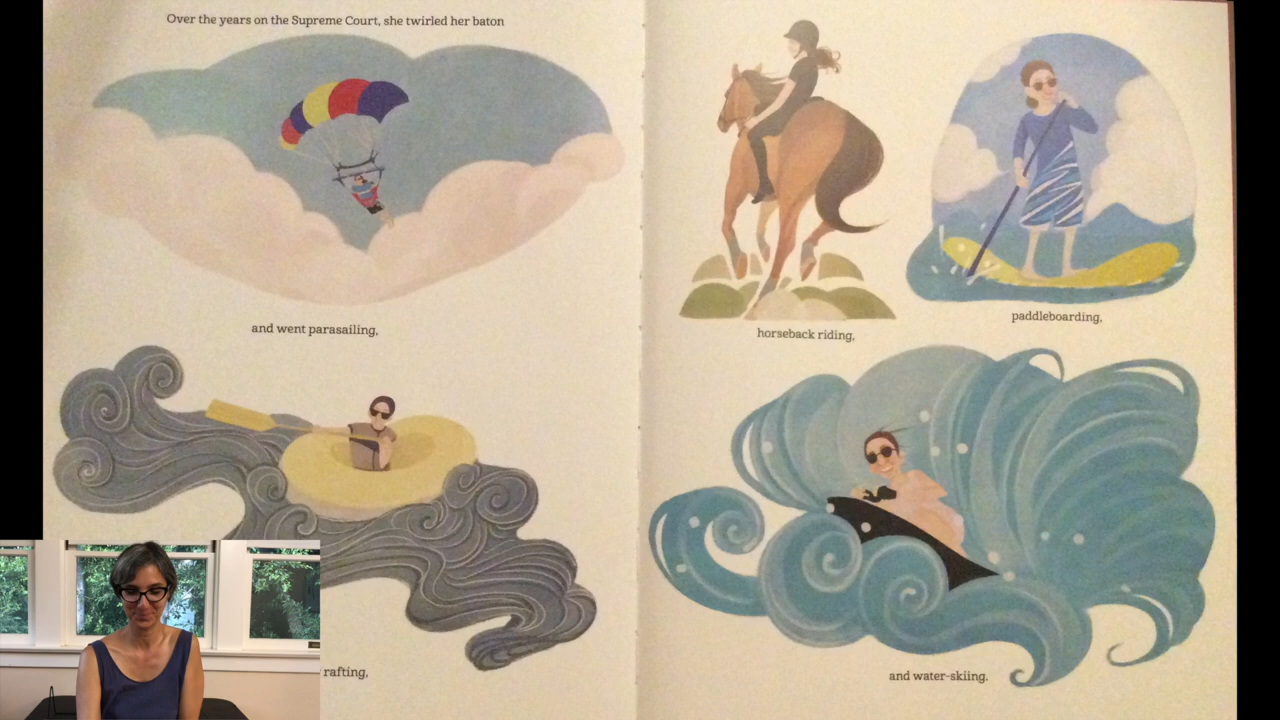 Over the years on the Supreme Court, she twirled her baton
and went parasailing,
rafting,
horseback riding,
paddleboarding,
and water-skiing.